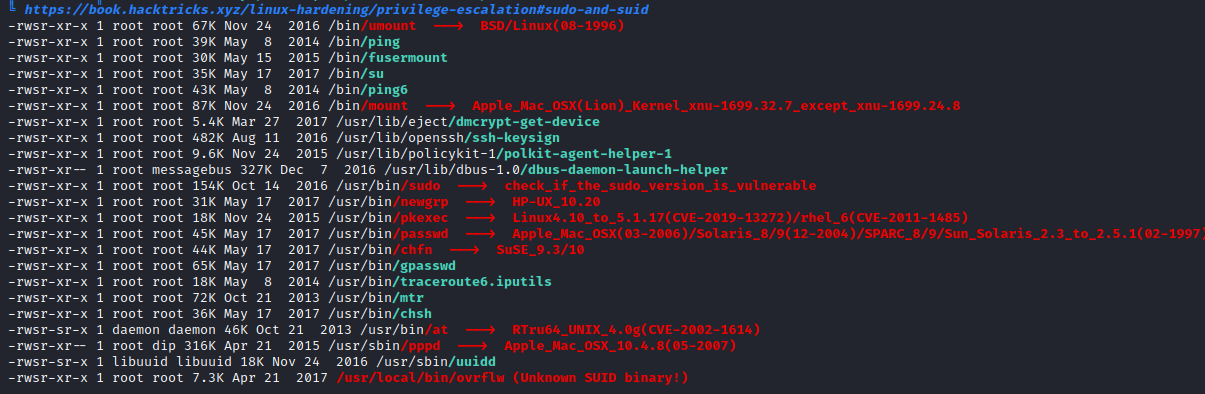 ╚ https://book.hacktricks.xyz/linux-hardening/privilege-escalation#sudo-and-suid
-rwsr-xr-x 1 root root 67K Nov 24  2016 /bin/umount  --->  BSD/Linux(08-1996)
-rwsr-xr-x 1 root root 39K May  8  2014 /bin/ping
-rwsr-xr-x 1 root root 30K May 15  2015 /bin/fusermount
-rwsr-xr-x 1 root root 35K May 17  2017 /bin/su
-rwsr-xr-x 1 root root 43K May  8  2014 /bin/ping6
-rwsr-xr-x 1 root root 87K Nov 24  2016 /bin/mount  --->  Apple_Mac_OSX(Lion)_Kernel_xnu-1699.32.7_except_xnu-1699.24.8
-rwsr-xr-x 1 root root 5.4K Mar 27  2017 /usr/lib/eject/dmcrypt-get-device
-rwsr-xr-x 1 root root 482K Aug 11  2016 /usr/lib/openssh/ssh-keysign
-rwsr-xr-x 1 root root 9.6K Nov 24  2015 /usr/lib/policykit-1/polkit-agent-helper-1
-rwsr-xr-- 1 root messagebus 327K Dec  7  2016 /usr/lib/dbus-1.0/dbus-daemon-launch-helper
-rwsr-xr-x 1 root root 154K Oct 14  2016 /usr/bin/sudo  --->  check_if_the_sudo_version_is_vulnerable
-rwsr-xr-x 1 root root 31K May 17  2017 /usr/bin/newgrp  --->  HP-UX_10.20
-rwsr-xr-x 1 root root 18K Nov 24  2015 /usr/bin/pkexec  --->  Linux4.10_to_5.1.17(CVE-2019-13272)/rhel_6(CVE-2011-1485)
-rwsr-xr-x 1 root root 45K May 17  2017 /usr/bin/passwd  --->  Apple_Mac_OSX(03-2006)/Solaris_8/9(12-2004)/SPARC_8/9/Sun_Solaris_2.3_to_2.5.1(02-1997)
-rwsr-xr-x 1 root root 44K May 17  2017 /usr/bin/chfn  --->  SuSE_9.3/10
-rwsr-xr-x 1 root root 65K May 17  2017 /usr/bin/gpasswd
-rwsr-xr-x 1 root root 18K May  8  2014 /usr/bin/traceroute6.iputils
-rwsr-xr-x 1 root root 72K Oct 21  2013 /usr/bin/mtr
-rwsr-xr-x 1 root root 36K May 17  2017 /usr/bin/chsh
-rwsr-sr-x 1 daemon daemon 46K Oct 21  2013 /usr/bin/at  --->  RTru64_UNIX_4.0g(CVE-2002-1614)
-rwsr-xr-- 1 root dip 316K Apr 21  2015 /usr/sbin/pppd  --->  Apple_Mac_OSX_10.4.8(05-2007)
-rwsr-sr-x 1 libuuid libuuid 18K Nov 24  2016 /usr/sbin/uuidd
-rwsr-xr-x 1 root root 7.3K Apr 21  2017 /usr/local/bin/ovrflw (Unknown SUID binary!)